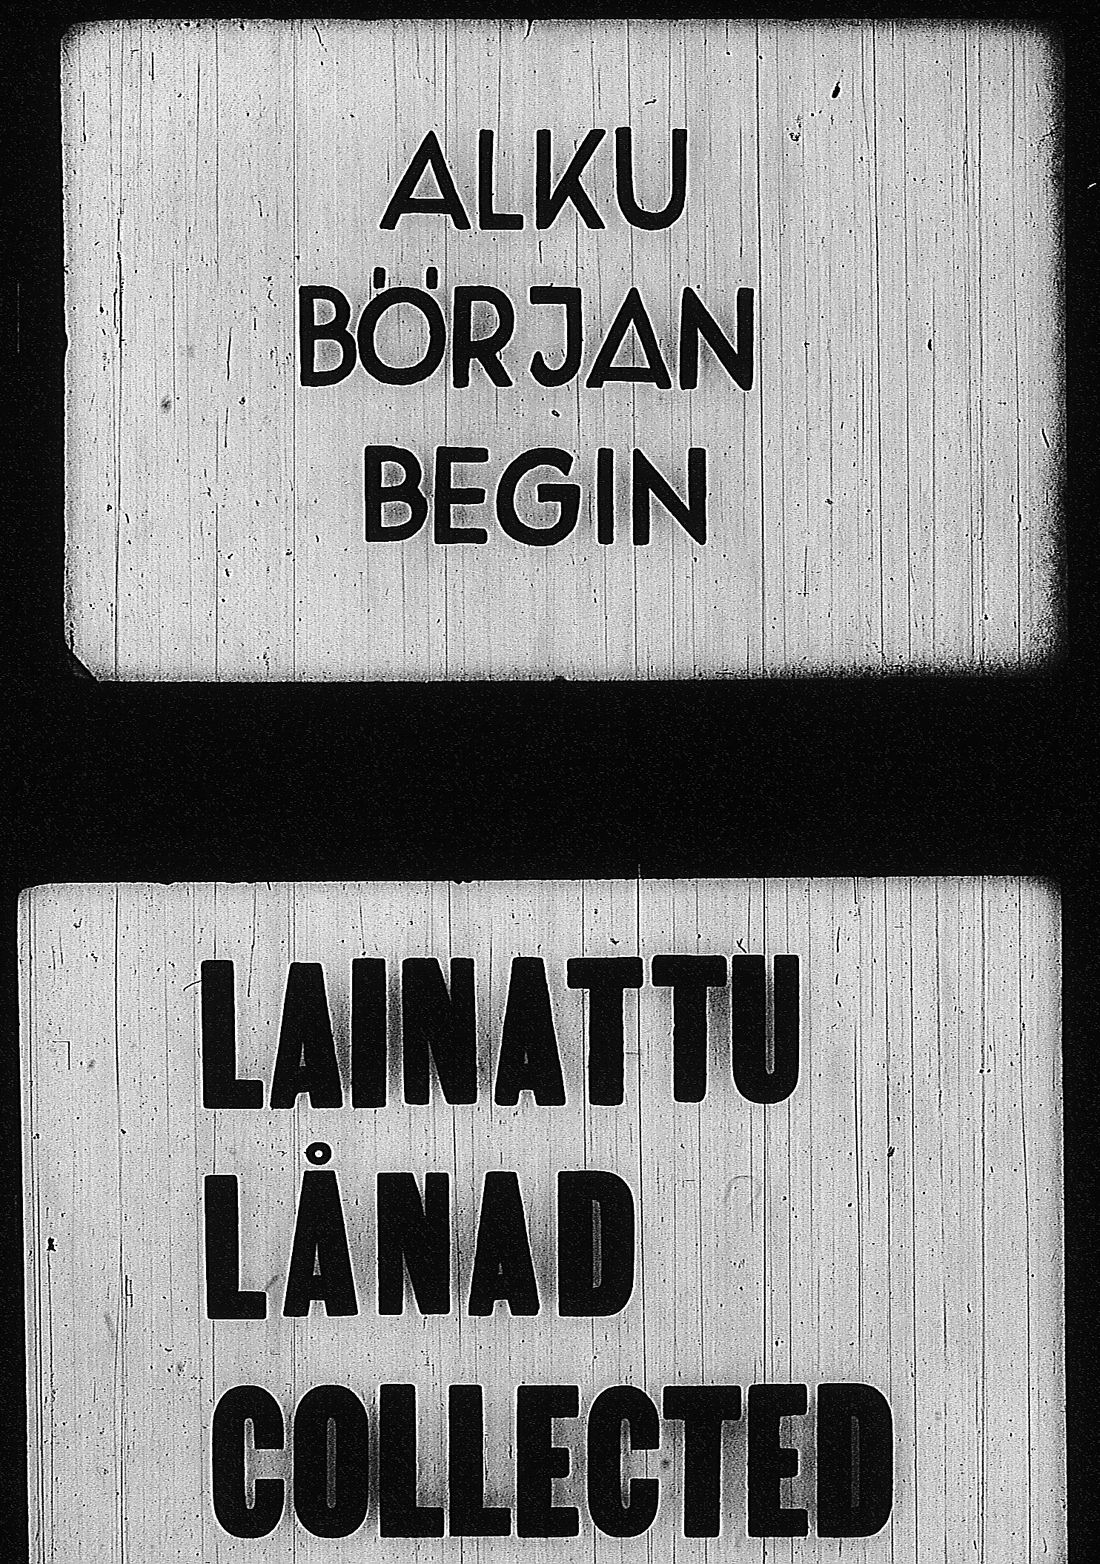 ALKU
BÖRJAN
BEGIN
LAINATTU
LÅNAD
COLLECTED